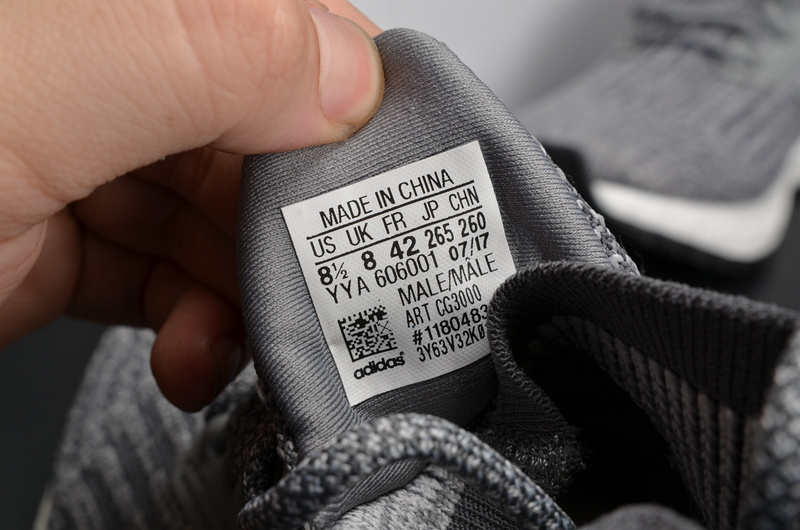 MADE IN CHINA
US UK FR JP CHN
8½ 8 42 265 260
YYA 606001 07/17
MALE/MÂLE
ART CG3000
#1180483
3Y63V32K0
adidas